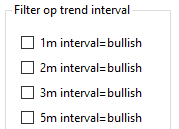 Filter op trend interval
1m interval=bullish
2m interval=bullish
3m interval=bullish
5m interval=bullish